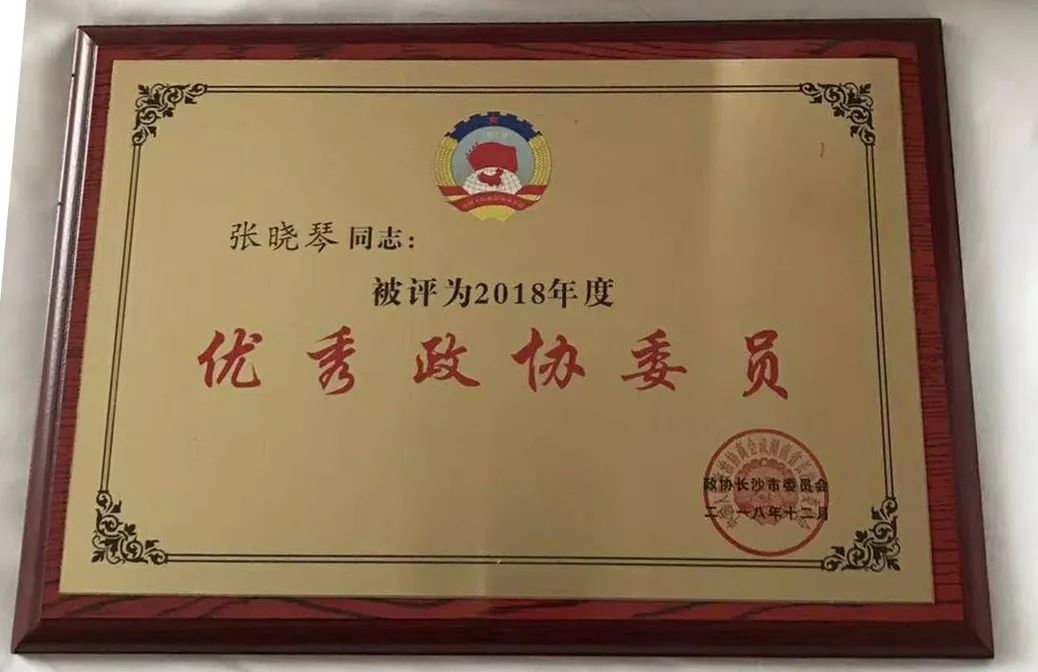 张晓琴 同志：
被评为2018年度
优秀政协委员
政协长沙市委员会
二〇一八年十二月